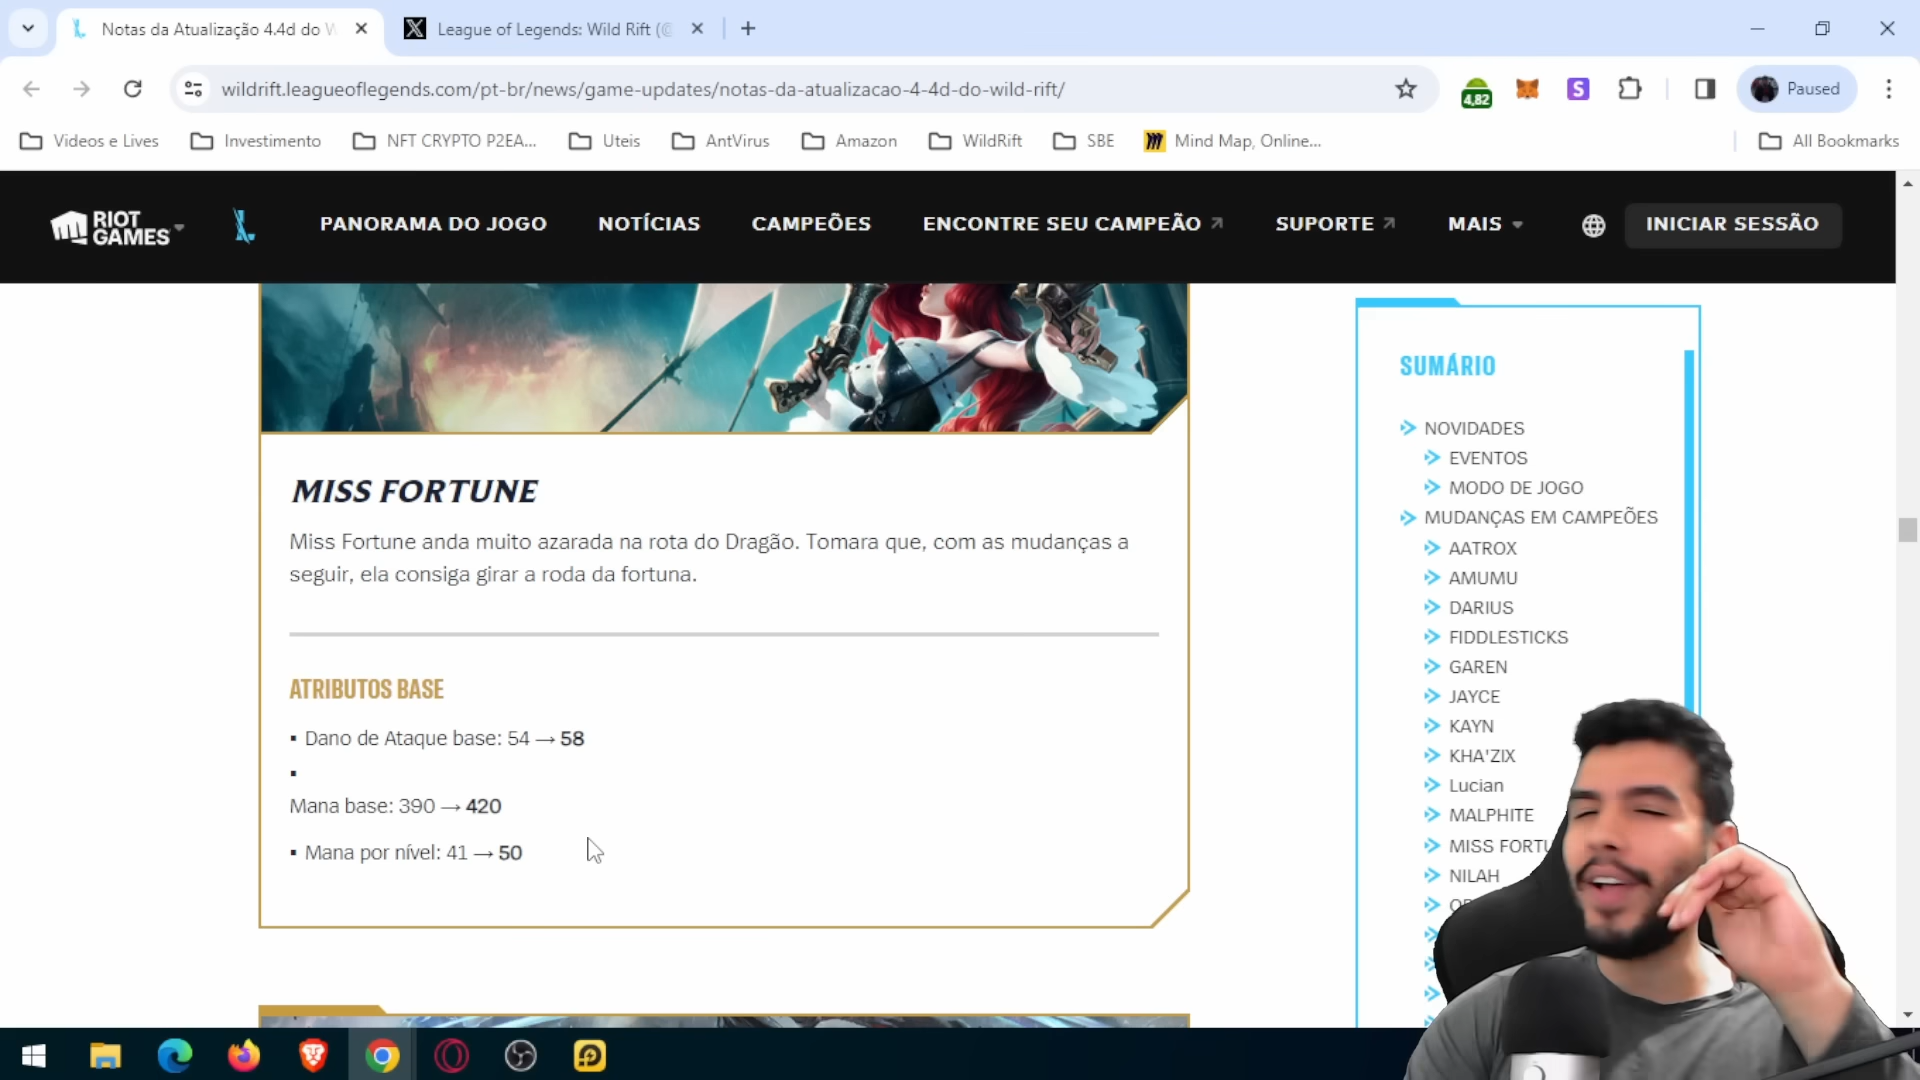 Notas da Atualização 4.4d do W
League of Legends: Wild Rift (@
wildrift.leagueoflegends.com/pt-br/news/game-updates/notas-da-atualizacao-4-4d-do-wild-rift/
4,82
S
Paused
Videos e Lives
Investimento
NFT CRYPTO P2EA...
Uteis
AntVirus
Amazon
WildRift
SBE
Mind Map, Online...
All Bookmarks
RIOT
GAMES
PANORAMA DO JOGO
NOTÍCIAS
CAMPEÕES
ENCONTRE SEU CAMPEÃO
SUPORTE
MAIS
INICIAR SESSÃO
MISS FORTUNE
Miss Fortune anda muito azarada na rota do Dragão. Tomara que, com as mudanças a
seguir, ela consiga girar a roda da fortuna.
ATRIBUTOS BASE
▪ Dano de Ataque base: 54 → 58
▪
Mana base: 390 → 420
▪ Mana por nível: 41 → 50
SUMÁRIO
NOVIDADES
EVENTOS
MODO DE JOGO
MUDANÇAS EM CAMPEÕES
AATROX
AMUMU
DARIUS
FIDDLESTICKS
GAREN
JAYCE
KAYN
KHA'ZIX
Lucian
MALPHITE
MISS FORTU
NILAH